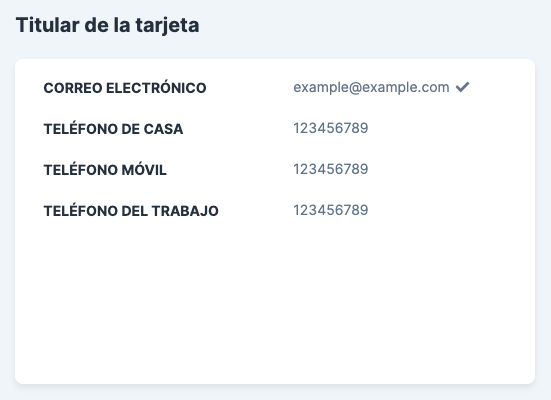 Titular de la tarjeta
CORREO ELECTRÓNICO example@example.com ✔
TELÉFONO DE CASA 123456789
TELÉFONO MÓVIL 123456789
TELÉFONO DEL TRABAJO 123456789